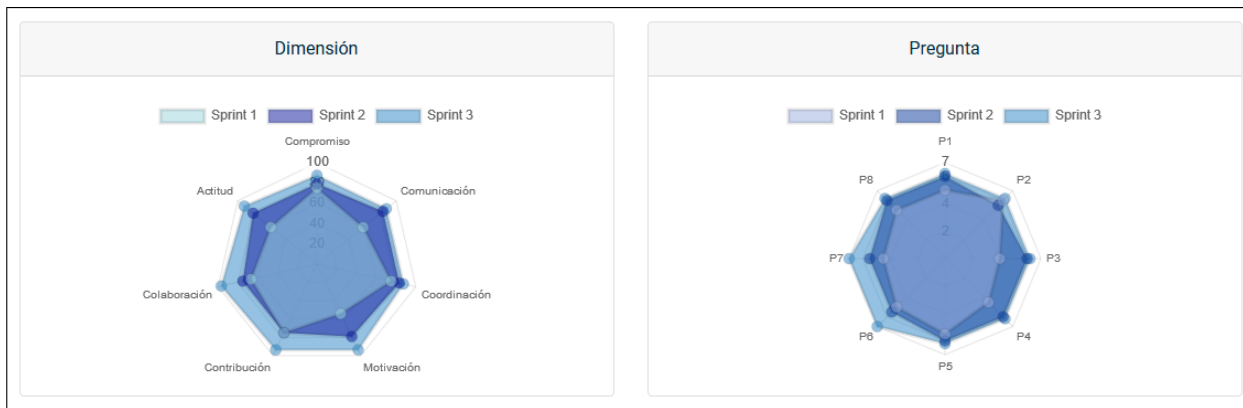 Dimensión
Sprint 1 Sprint 2 Sprint 3
Compromiso
100
Actitud
Comunicación
60
40
20
Colaboración
Coordinación
Contribución
Motivación
Pregunta
Sprint 1 Sprint 2 Sprint 3
P1
7
P8
P2
4
2
P7
P3
P6
P4
P5